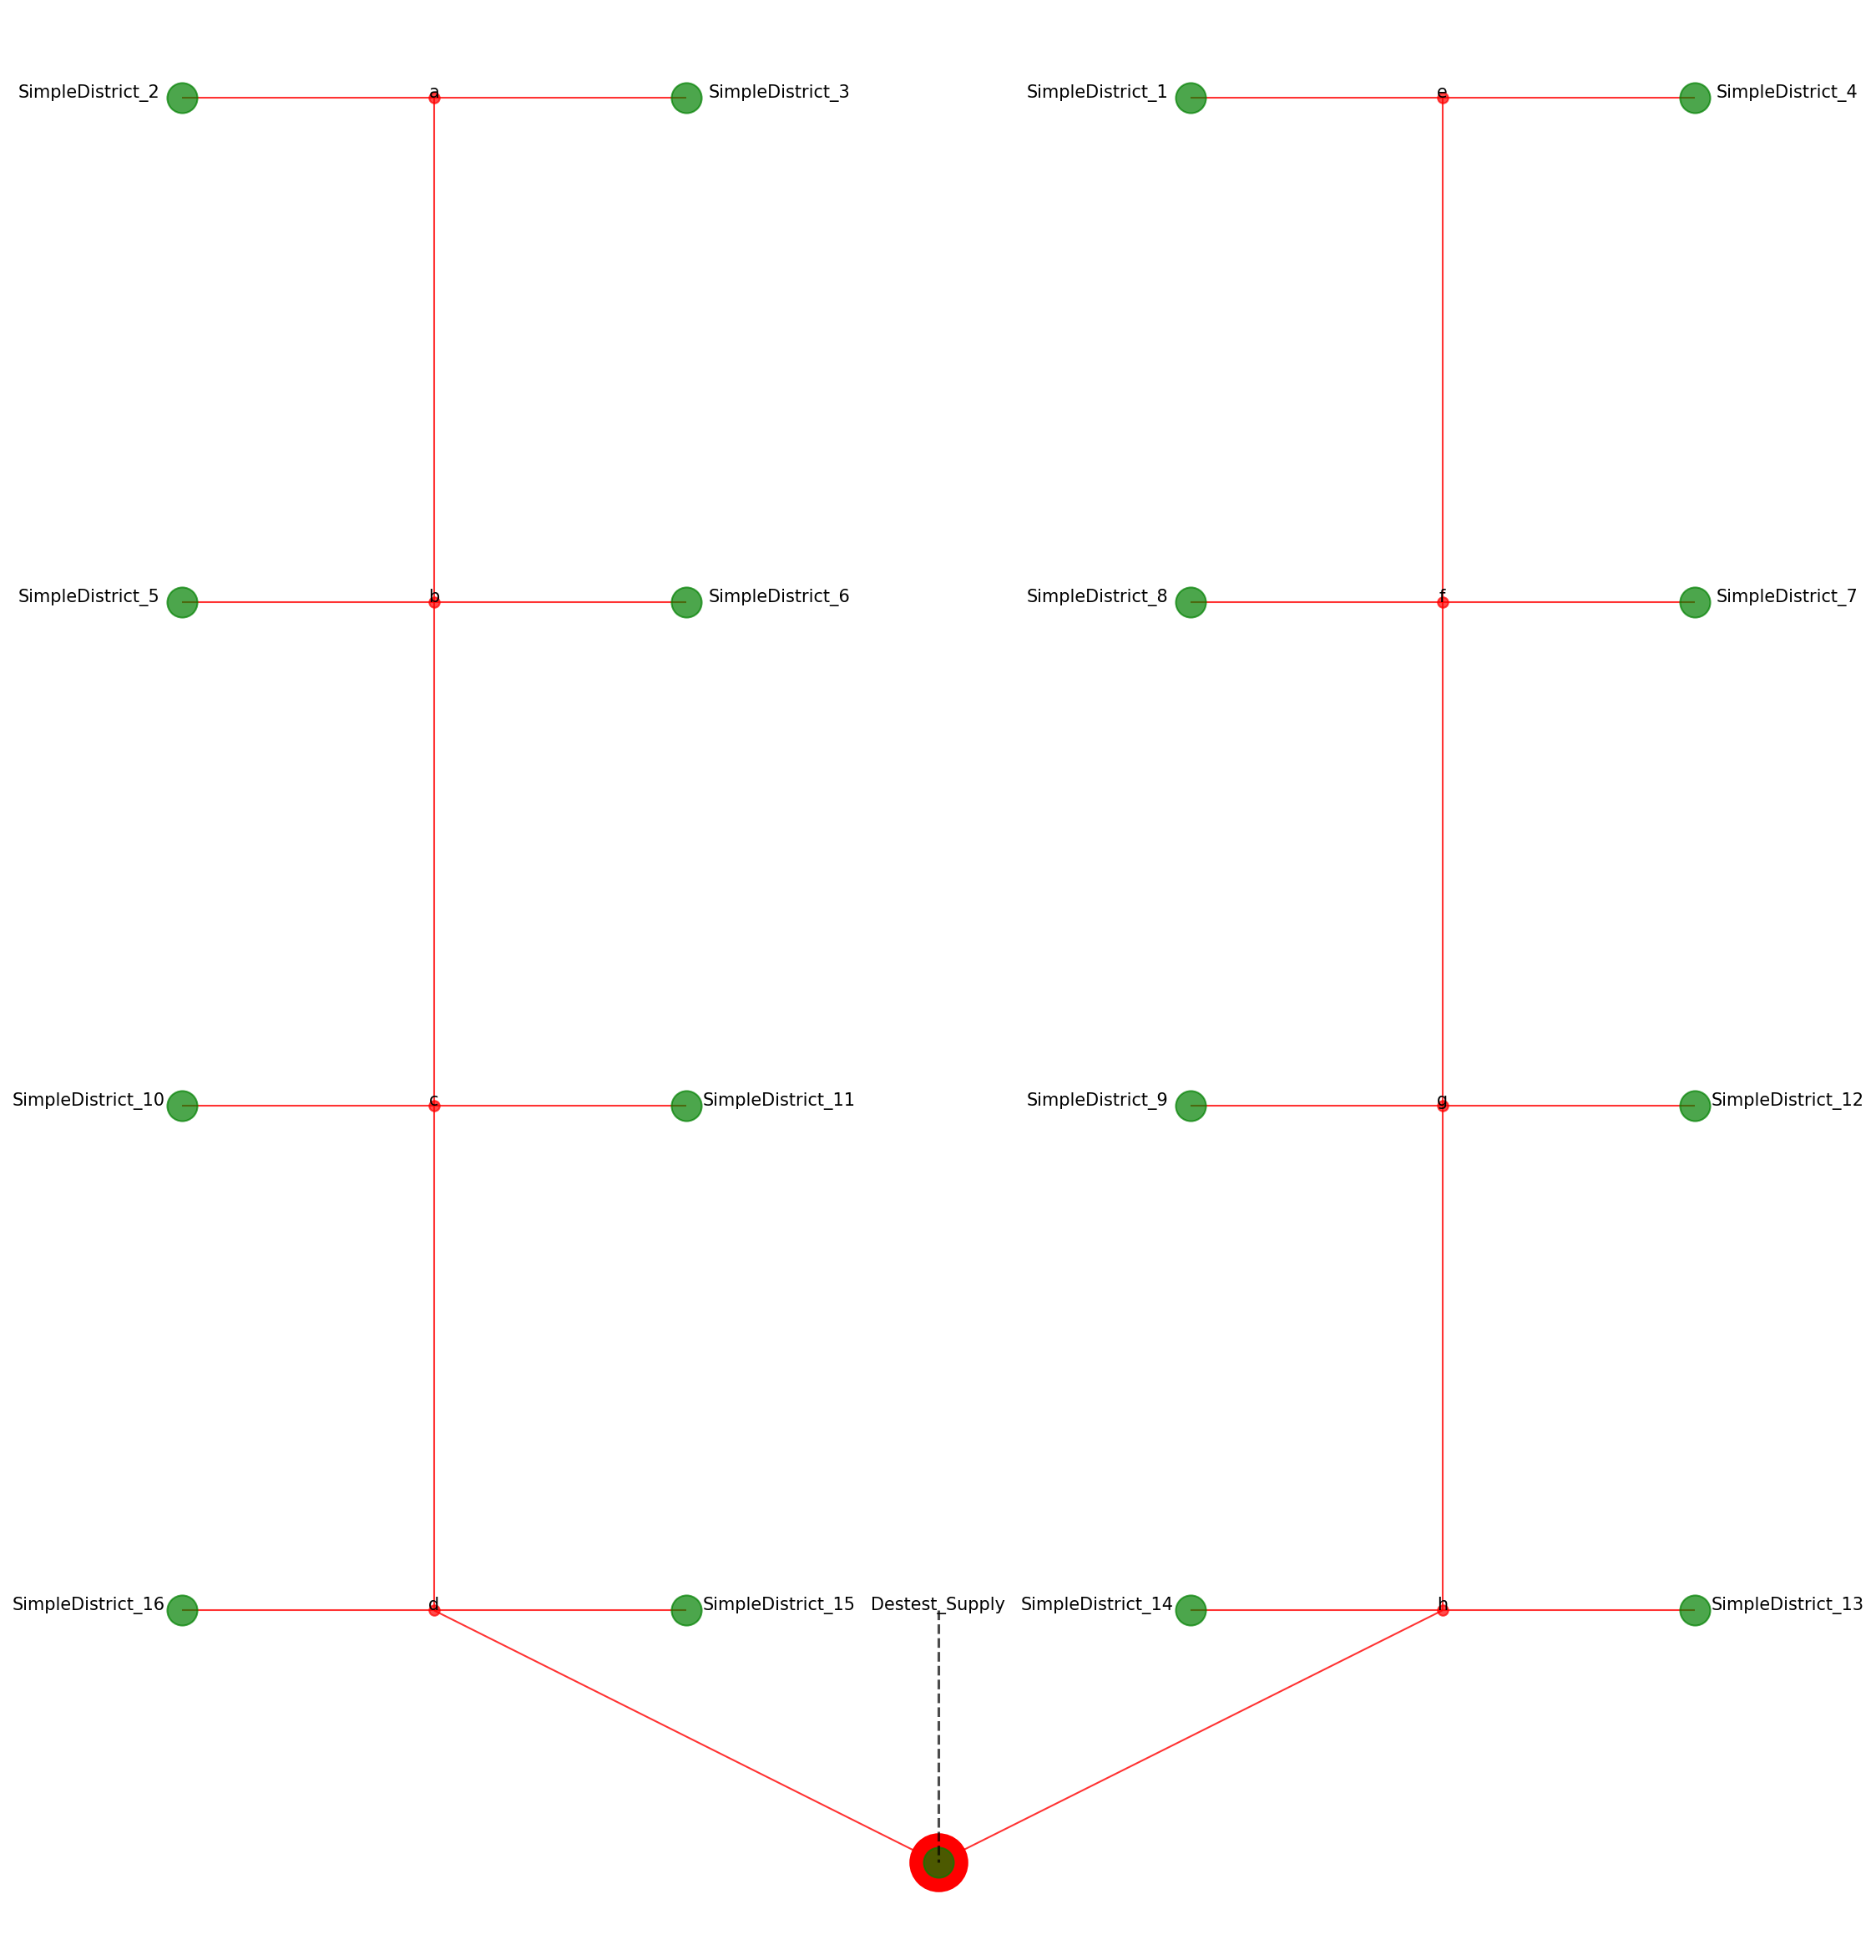 SimpleDistrict_2 a SimpleDistrict_3 SimpleDistrict_1 e SimpleDistrict_4
SimpleDistrict_5 b SimpleDistrict_6 SimpleDistrict_8 f SimpleDistrict_7
SimpleDistrict_10 c SimpleDistrict_11 SimpleDistrict_9 g SimpleDistrict_12
SimpleDistrict_16 d SimpleDistrict_15 Destest_Supply SimpleDistrict_14 h SimpleDistrict_13